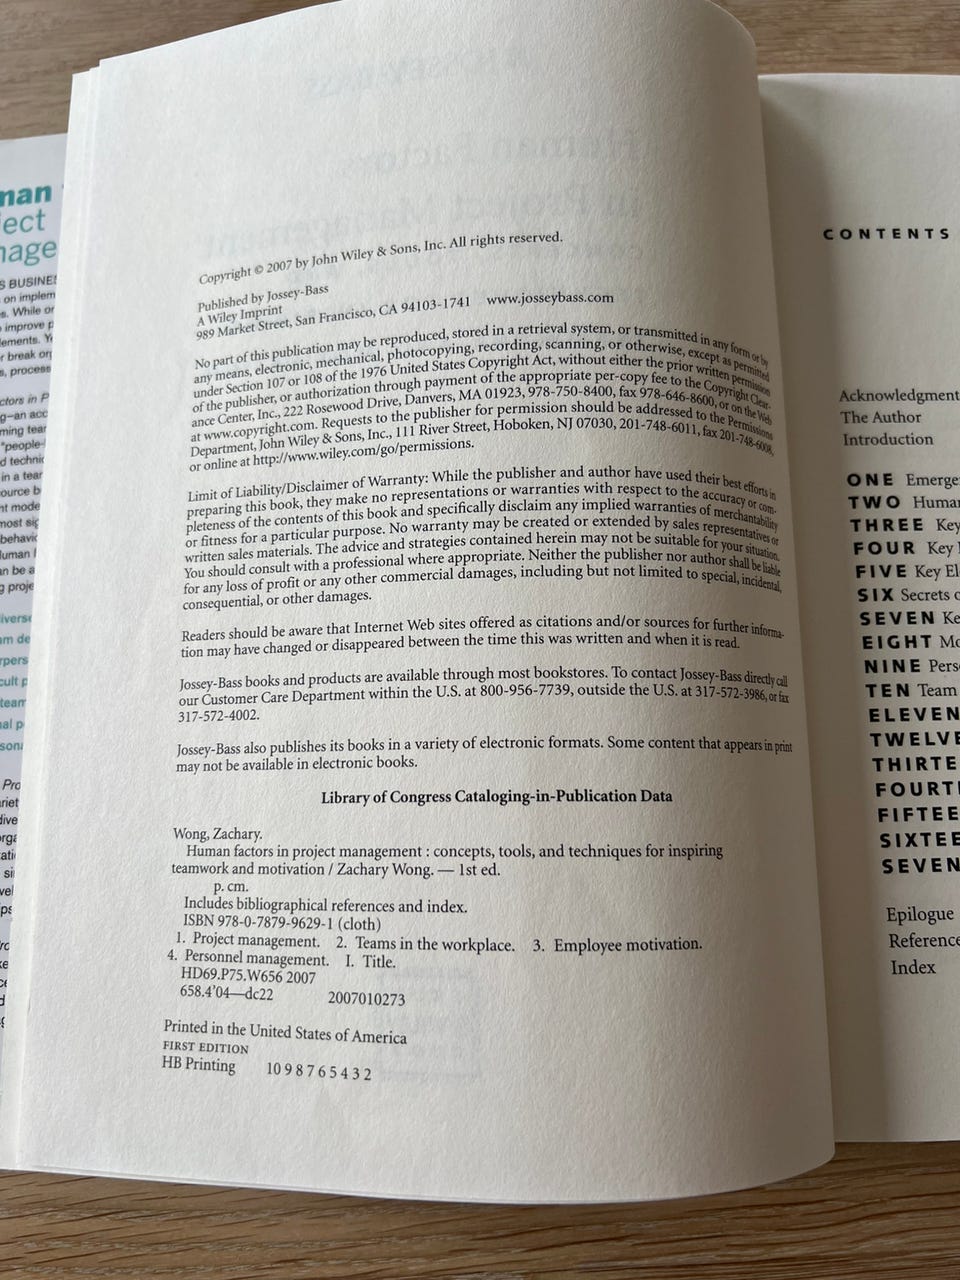 man
ject
nage
Copyright © 2007 by John Wiley & Sons, Inc. All rights reserved.
Published by Jossey-Bass
A Wiley Imprint
989 Market Street, San Francisco, CA 94103-1741 www.josseybass.com
No part of this publication may be reproduced, stored in a retrieval system, or transmitted in any form or by
any means, electronic, mechanical, photocopying, recording, scanning, or otherwise, except as permitted
under Section 107 or 108 of the 1976 United States Copyright Act, without either the prior written permission
of the publisher, or authorization through payment of the appropriate per-copy fee to the Copyright Clear-
ance Center, Inc., 222 Rosewood Drive, Danvers, MA 01923, 978-750-8400, fax 978-646-8600, or on the Web
at www.copyright.com. Requests to the publisher for permission should be addressed to the Permissions
Department, John Wiley & Sons, Inc., 111 River Street, Hoboken, NJ 07030, 201-748-6011, fax 201-748-6008,
or online at http://www.wiley.com/go/permissions.
Limit of Liability/Disclaimer of Warranty: While the publisher and author have used their best efforts in
preparing this book, they make no representations or warranties with respect to the accuracy or com-
pleteness of the contents of this book and specifically disclaim any implied warranties of merchantability
or fitness for a particular purpose. No warranty may be created or extended by sales representatives or
written sales materials. The advice and strategies contained herein may not be suitable for your situation.
You should consult with a professional where appropriate. Neither the publisher nor author shall be liable
for any loss of profit or any other commercial damages, including but not limited to special, incidental,
consequential, or other damages.
Readers should be aware that Internet Web sites offered as citations and/or sources for further informa-
tion may have changed or disappeared between the time this was written and when it is read.
Jossey-Bass books and products are available through most bookstores. To contact Jossey-Bass directly call
our Customer Care Department within the U.S. at 800-956-7739, outside the U.S. at 317-572-3986, or fax
317-572-4002.
Jossey-Bass also publishes its books in a variety of electronic formats. Some content that appears in print
may not be available in electronic books.
Library of Congress Cataloging-in-Publication Data
Wong, Zachary.
Human factors in project management : concepts, tools, and techniques for inspiring
teamwork and motivation / Zachary Wong. — 1st ed.
p. cm.
Includes bibliographical references and index.
ISBN 978-0-7879-9629-1 (cloth)
1. Project management. 2. Teams in the workplace. 3. Employee motivation.
4. Personnel management. I. Title.
HD69.P75.W656 2007
658.4'04—dc22 2007010273
Printed in the United States of America
FIRST EDITION
HB Printing 10 9 8 7 6 5 4 3 2
CONTENTS
Acknowledgment
The Author
Introduction
ONE Emerge
TWO Human
THREE Key
FOUR Key
FIVE Key El
SIX Secrets o
SEVEN Ke
EIGHT Mo
NINE Pers
TEN Team
ELEVEN
TWELVE
THIRTE
FOURT
FIFTEE
SIXTEE
SEVEN
Epilogue
Reference
Index